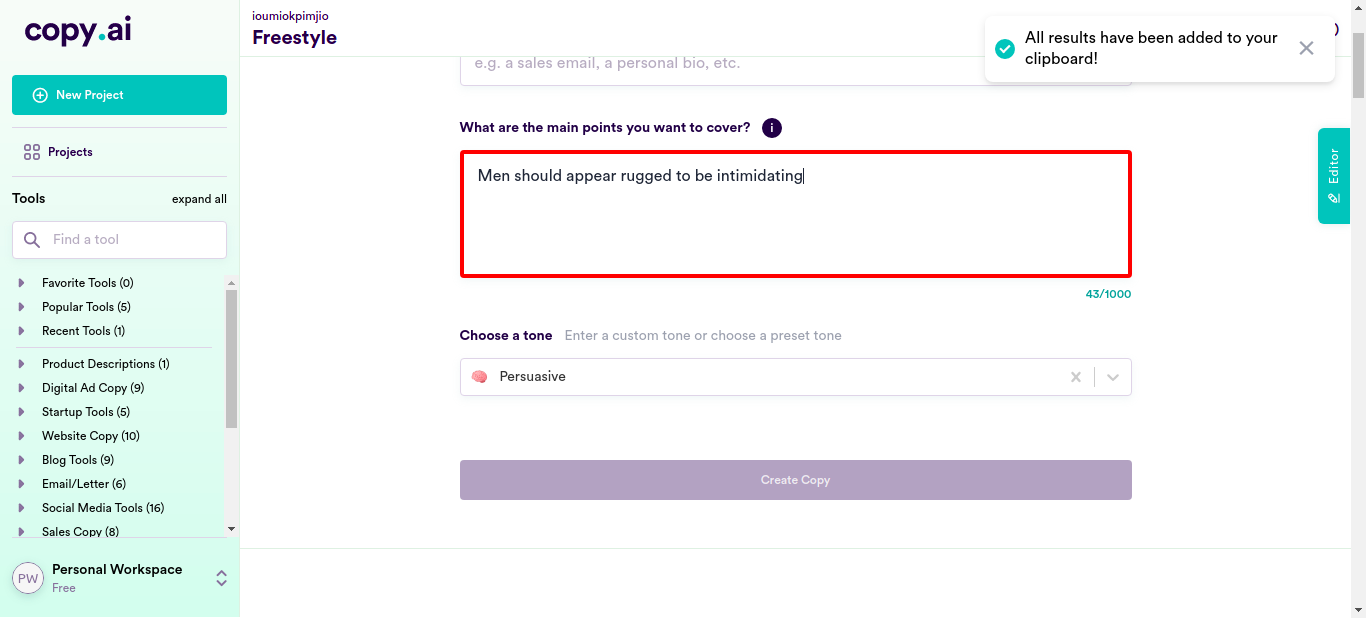 copy.ai
New Project
Projects
Tools
expand all
Find a tool
Favorite Tools (0)
Popular Tools (5)
Recent Tools (1)
Product Descriptions (1)
Digital Ad Copy (9)
Startup Tools (5)
Website Copy (10)
Blog Tools (9)
Email/Letter (6)
Social Media Tools (16)
Sales Copy (8)
PW
Personal Workspace
Free
ioumiokpimjio
Freestyle
All results have been added to your
clipboard!
e.g. a sales email, a personal bio, etc.
What are the main points you want to cover?
i
Men should appear rugged to be intimidating
43/1000
Choose a tone
Enter a custom tone or choose a preset tone
Persuasive
Create Copy
Editor